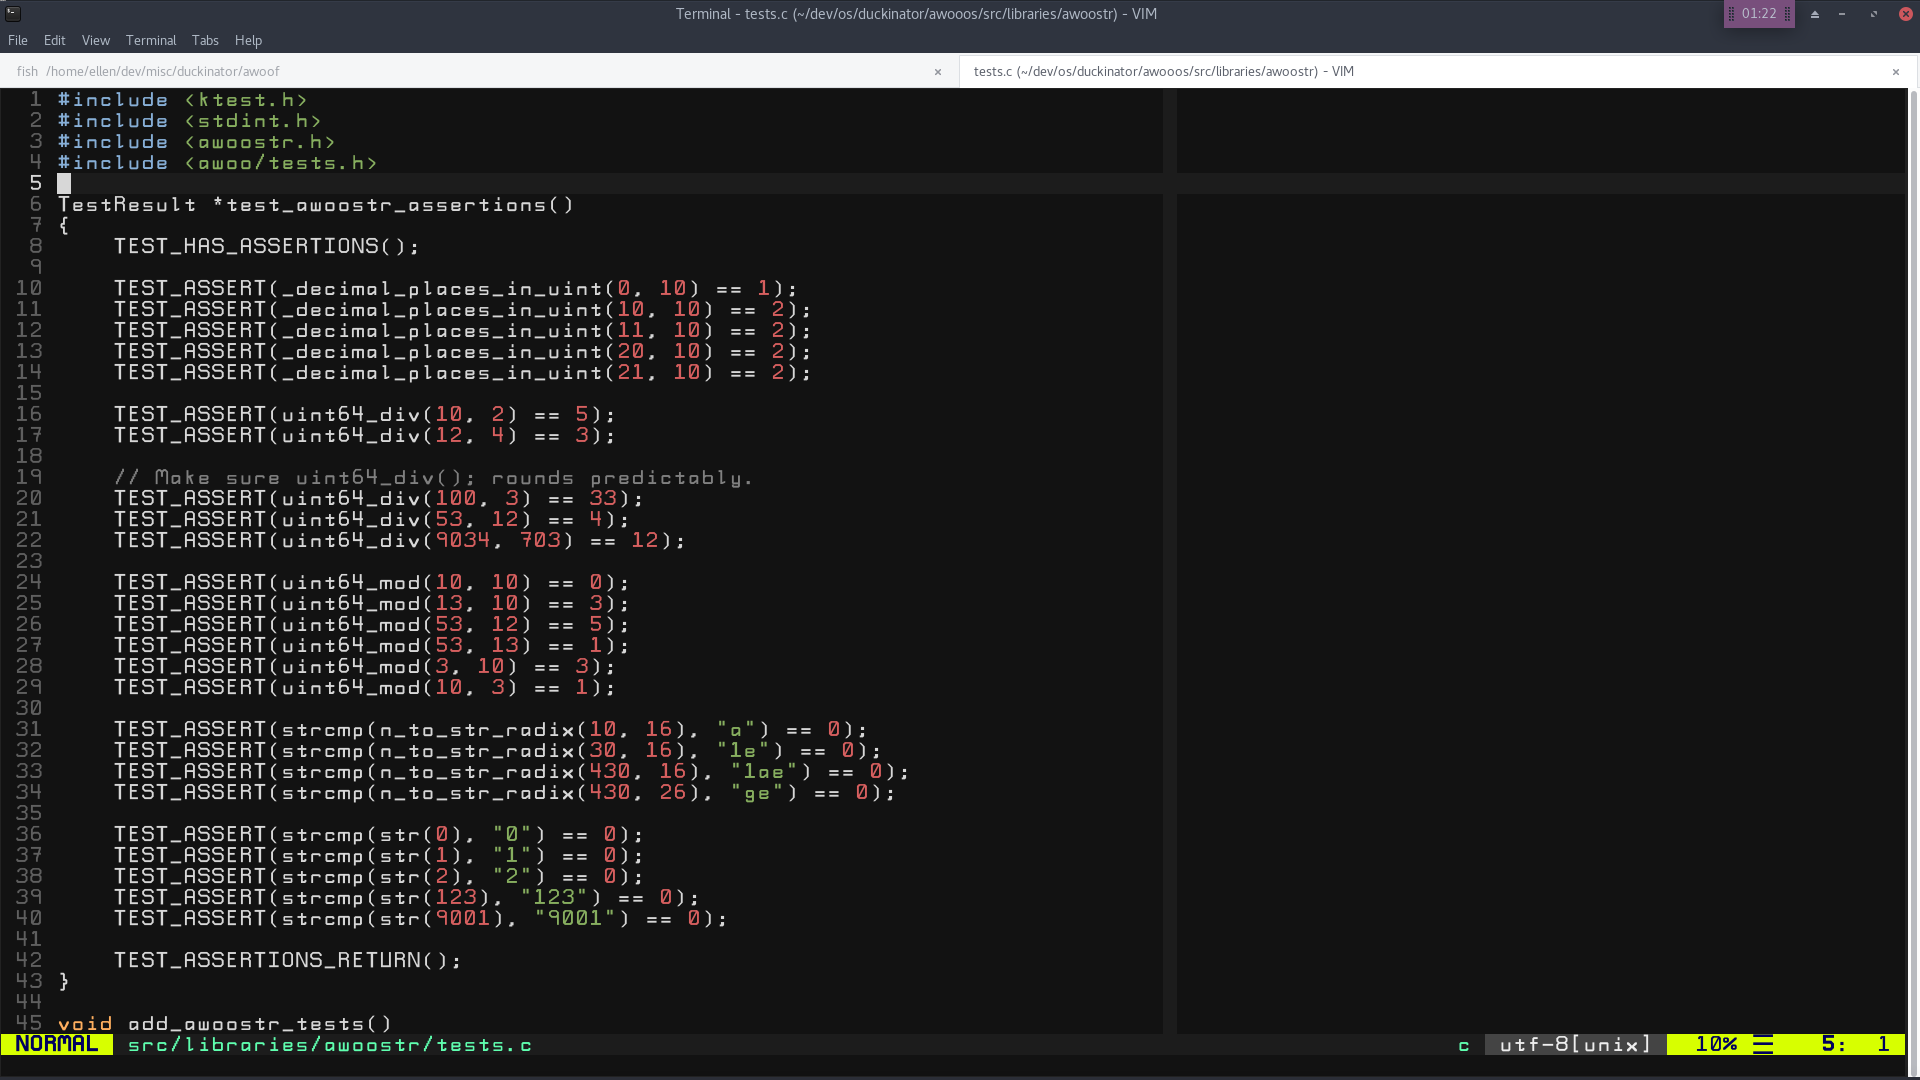 Terminal - tests.c (~/dev/os/duckinator/awooos/src/libraries/awoostr) - VIM
01:22
File Edit View Terminal Tabs Help
fish /home/ellen/dev/misc/duckinator/awoof
tests.c (~/dev/os/duckinator/awooos/src/libraries/awoostr) - VIM
1 #include <ktest.h>
2 #include <stdint.h>
3 #include <awoostr.h>
4 #include <awoo/tests.h>
5
6 TestResult *test_awoostr_assertions()
7 {
8     TEST_HAS_ASSERTIONS();
9
10     TEST_ASSERT(_decimal_places_in_uint(0, 10) == 1);
11     TEST_ASSERT(_decimal_places_in_uint(10, 10) == 2);
12     TEST_ASSERT(_decimal_places_in_uint(11, 10) == 2);
13     TEST_ASSERT(_decimal_places_in_uint(20, 10) == 2);
14     TEST_ASSERT(_decimal_places_in_uint(21, 10) == 2);
15
16     TEST_ASSERT(uint64_div(10, 2) == 5);
17     TEST_ASSERT(uint64_div(12, 4) == 3);
18
19     // Make sure uint64_div(); rounds predictably.
20     TEST_ASSERT(uint64_div(100, 3) == 33);
21     TEST_ASSERT(uint64_div(53, 12) == 4);
22     TEST_ASSERT(uint64_div(9034, 703) == 12);
23
24     TEST_ASSERT(uint64_mod(10, 10) == 0);
25     TEST_ASSERT(uint64_mod(13, 10) == 3);
26     TEST_ASSERT(uint64_mod(53, 12) == 5);
27     TEST_ASSERT(uint64_mod(53, 13) == 1);
28     TEST_ASSERT(uint64_mod(3, 10) == 3);
29     TEST_ASSERT(uint64_mod(10, 3) == 1);
30
31     TEST_ASSERT(strcmp(n_to_str_radix(10, 16), "a") == 0);
32     TEST_ASSERT(strcmp(n_to_str_radix(30, 16), "1e") == 0);
33     TEST_ASSERT(strcmp(n_to_str_radix(430, 16), "1ae") == 0);
34     TEST_ASSERT(strcmp(n_to_str_radix(430, 26), "ge") == 0);
35
36     TEST_ASSERT(strcmp(str(0), "0") == 0);
37     TEST_ASSERT(strcmp(str(1), "1") == 0);
38     TEST_ASSERT(strcmp(str(2), "2") == 0);
39     TEST_ASSERT(strcmp(str(123), "123") == 0);
40     TEST_ASSERT(strcmp(str(9001), "9001") == 0);
41
42     TEST_ASSERTIONS_RETURN();
43 }
44
45 void add_awoostr_tests()
NORMAL src/libraries/awoostr/tests.c c utf-8[unix] 10% ☰ 5: 1